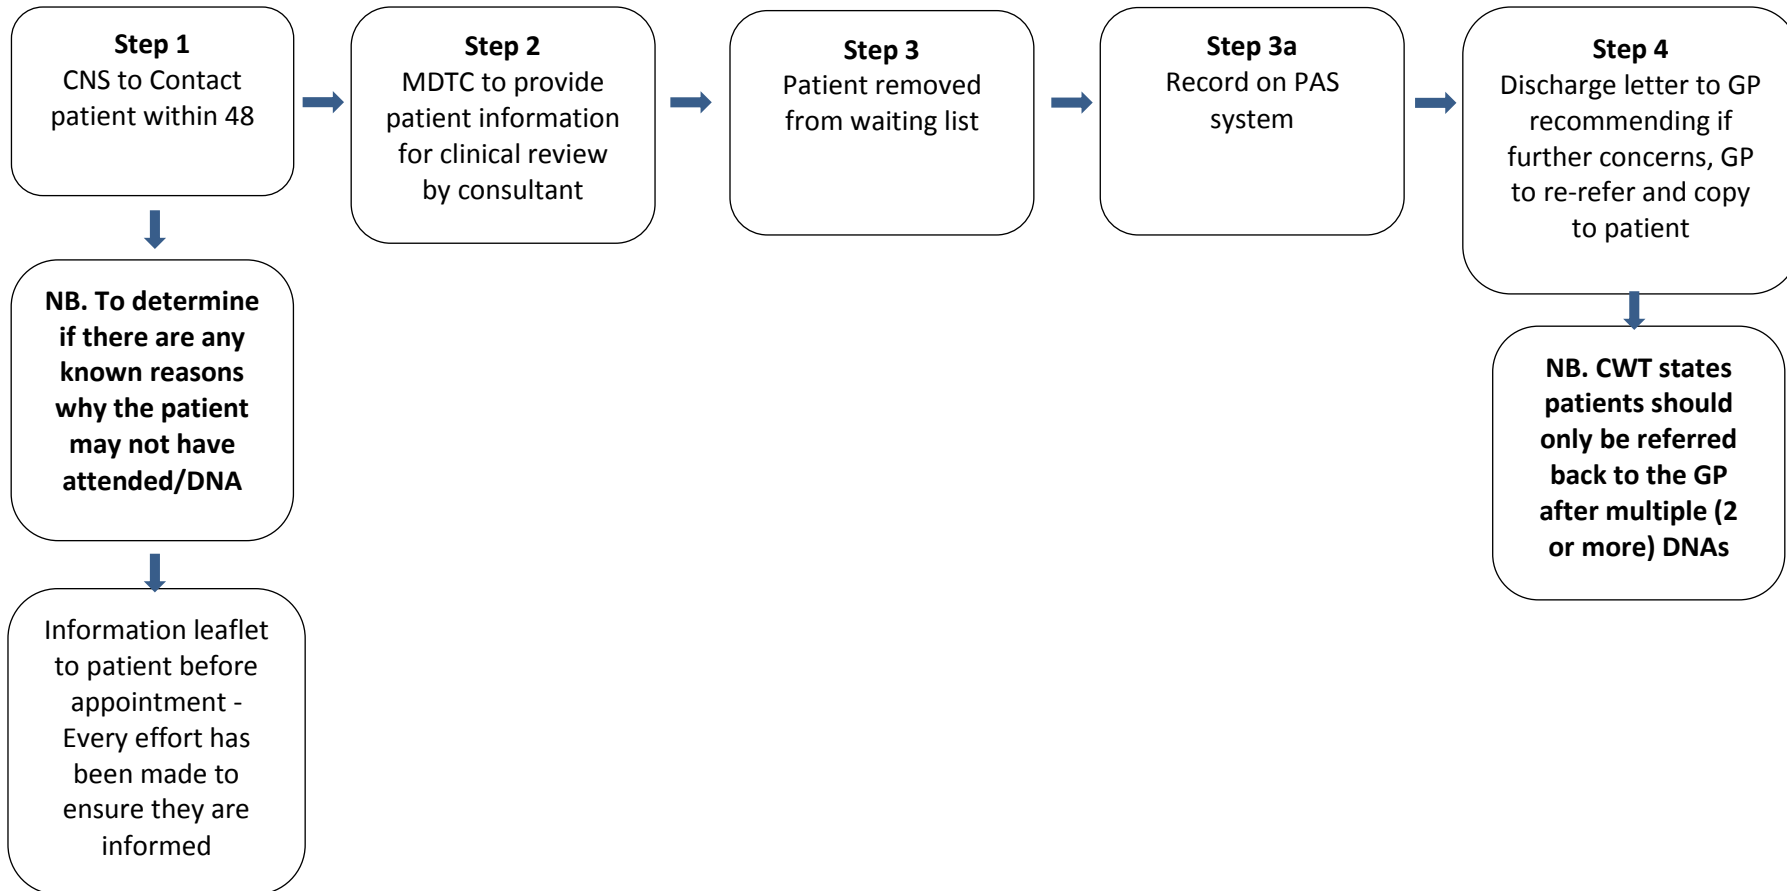 Step 1
CNS to Contact
patient within 48
Step 2
MDTC to provide
patient information
for clinical review
by consultant
Step 3
Patient removed
from waiting list
Step 3a
Record on PAS
system
Step 4
Discharge letter to GP
recommending if
further concerns, GP
to re-refer and copy
to patient
NB. To determine
if there are any
known reasons
why the patient
may not have
attended/DNA
NB. CWT states
patients should
only be referred
back to the GP
after multiple (2
or more) DNAs
Information leaflet
to patient before
appointment -
Every effort has
been made to
ensure they are
informed